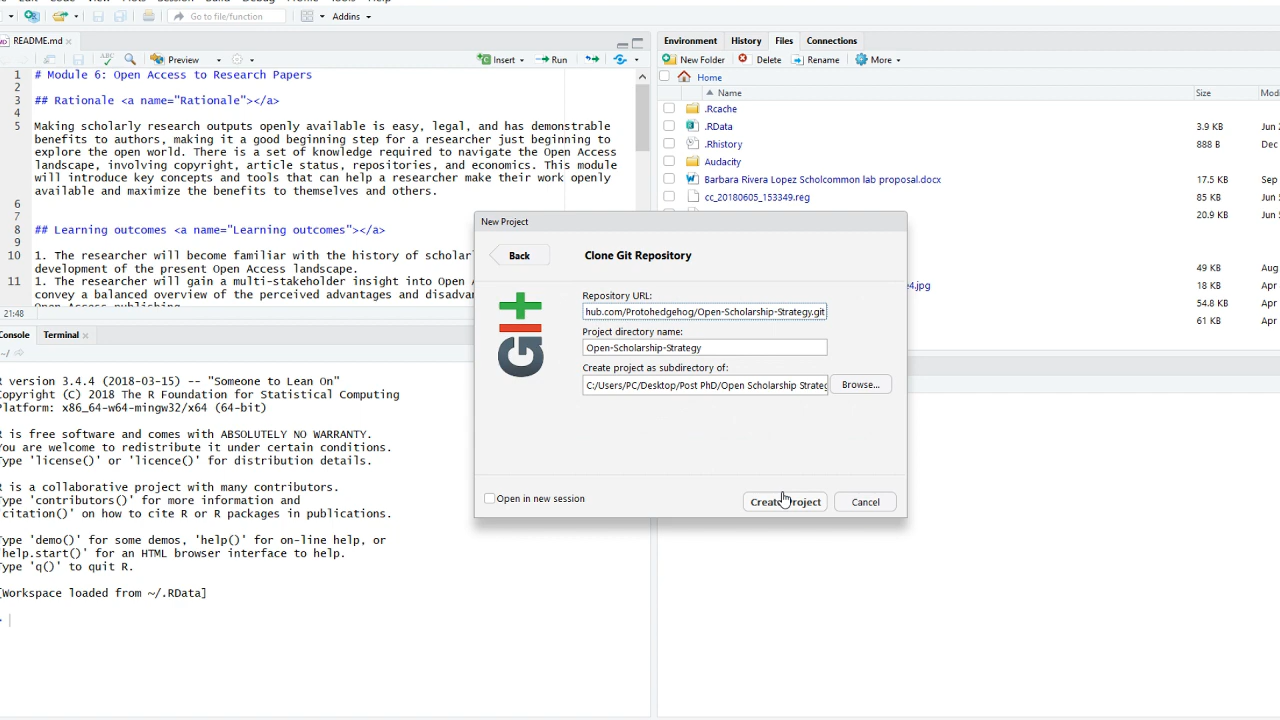 Go to file/function
Addins
README.md
Preview
Insert
Run
1 # Module 6: Open Access to Research Papers
2
3 ## Rationale <a name="Rationale"></a>
4
5 Making scholarly research outputs openly available is easy, legal, and has demonstrable
benefits to authors, making it a good beginning step for a researcher just beginning to
explore the open world. There is a set of knowledge required to navigate the Open Access
landscape, involving copyright, article status, repositories, and economics. This module
will introduce key concepts and tools that can help a researcher make their work openly
available and maximize the benefits to themselves and others.
6
7
8 ## Learning outcomes <a name="Learning outcomes"></a>
9
10 1. The researcher will become familiar with the history of scholar
development of the present Open Access landscape.
11 1. The researcher will gain a multi-stakeholder insight into Open A
convey a balanced overview of the perceived advantages and disadvan
21:48
Console
Terminal
~/
R version 3.4.4 (2018-03-15) -- "Someone to Lean On"
Copyright (C) 2018 The R Foundation for Statistical Computing
Platform: x86_64-w64-mingw32/x64 (64-bit)
R is free software and comes with ABSOLUTELY NO WARRANTY.
You are welcome to redistribute it under certain conditions.
Type 'license()' or 'licence()' for distribution details.
R is a collaborative project with many contributors.
Type 'contributors()' for more information and
'citation()' on how to cite R or R packages in publications.
Type 'demo()' for some demos, 'help()' for on-line help, or
'help.start()' for an HTML browser interface to help.
Type 'q()' to quit R.
[Workspace loaded from ~/.RData]
>
Environment
History
Files
Connections
New Folder
Delete
Rename
More
Home
Name
Size
Modi
.Rcache
.RData 3.9 KB Jun 2
.Rhistory 888 B Dec
Audacity
Barbara Rivera Lopez Scholcommon lab proposal.docx 17.5 KB Sep
cc_20180605_153349.reg 85 KB Jun 5
20.9 KB Jun 5
49 KB Aug
e4.jpg 18 KB Apr
54.8 KB Apr
61 KB Apr
New Project
Back
Clone Git Repository
git
Repository URL:
hub.com/Protohedgehog/Open-Scholarship-Strategy.git
Project directory name:
Open-Scholarship-Strategy
Create project as subdirectory of:
C:/Users/PC/Desktop/Post PhD/Open Scholarship Strateg
Browse...
Open in new session
Create Project
Cancel